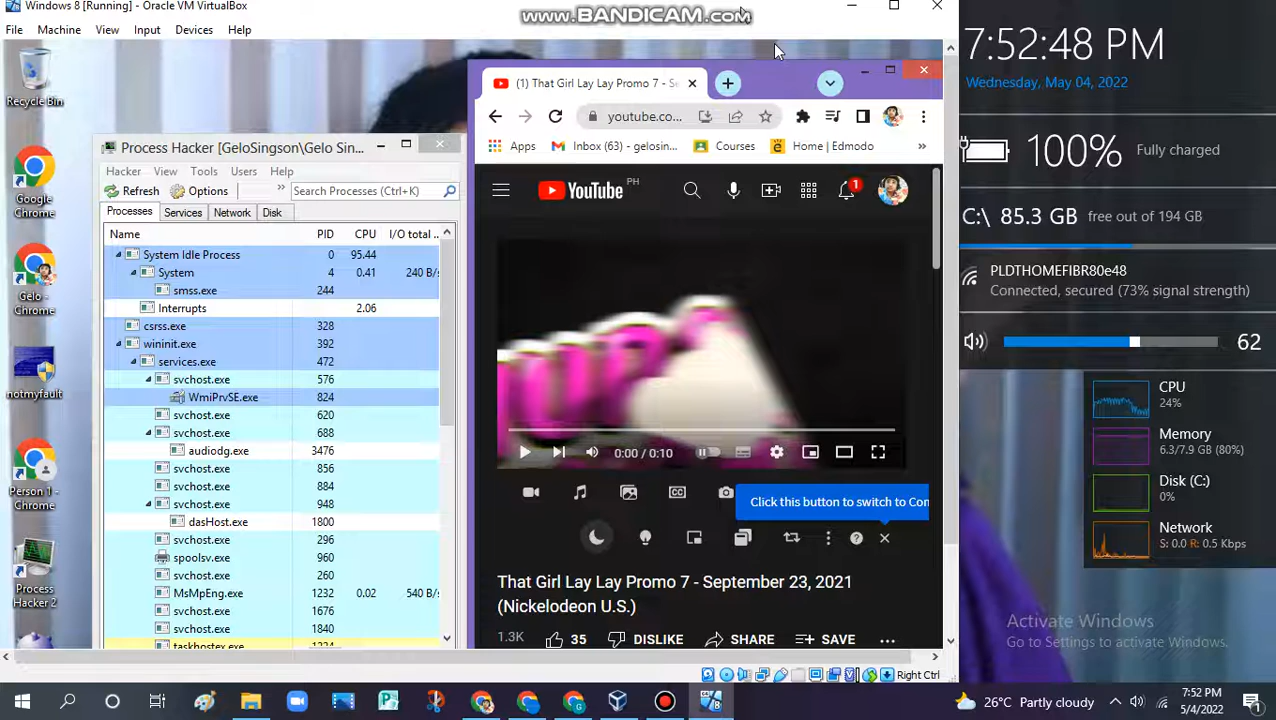 Windows 8 [Running] - Oracle VM VirtualBox
www.BANDICAM.com
File Machine View Input Devices Help
Recycle Bin
Google Chrome
Gelo - Chrome
notmyfault
Person 1 - Chrome
Process Hacker 2
Process Hacker [GeloSingson\Gelo Sin...
Hacker View Tools Users Help
Refresh Options » Search Processes (Ctrl+K)
Processes Services Network Disk
Name PID CPU I/O total ...
System Idle Process 0 95.44
System 4 0.41 240 B/s
smss.exe 244
Interrupts 2.06
csrss.exe 328
wininit.exe 392
services.exe 472
svchost.exe 576
WmiPrvSE.exe 824
svchost.exe 620
svchost.exe 688
audiodg.exe 3476
svchost.exe 856
svchost.exe 884
svchost.exe 948
dasHost.exe 1800
svchost.exe 296
spoolsv.exe 960
svchost.exe 260
MsMpEng.exe 1232 0.02 540 B/s
svchost.exe 1676
svchost.exe 1840
taskhostex.exe
(1) That Girl Lay Lay Promo 7 - Se
youtube.co...
Apps Inbox (63) - gelosin... Courses Home | Edmodo »
YouTube PH
1
0:00 / 0:10
CC
Click this button to switch to Con
That Girl Lay Lay Promo 7 - September 23, 2021
(Nickelodeon U.S.)
1.3K 35 DISLIKE SHARE SAVE
Right Ctrl
7:52:48 PM
Wednesday, May 04, 2022
100% Fully charged
C:\ 85.3 GB free out of 194 GB
PLDTHOMEFIBR80e48
Connected, secured (73% signal strength)
62
CPU
24%
Memory
6.3/7.9 GB (80%)
Disk (C:)
0%
Network
S: 0.0 R: 0.5 Kbps
Activate Windows
Go to Settings to activate Windows.
26°C Partly cloudy
7:52 PM
5/4/2022
1